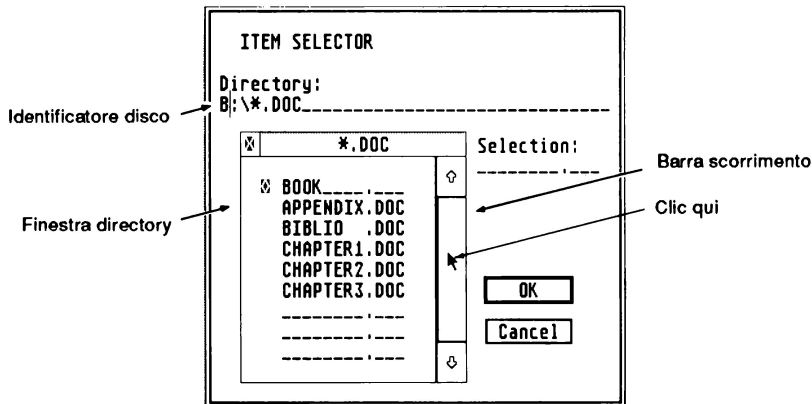 ITEM SELECTOR
Directory:
B:\*.DOC_______________________________
Identificatore disco
*.DOC
Selection:
________.___
Barra scorrimento
BOOK____.___
APPENDIX.DOC
Clic qui
Finestra directory
BIBLIO  .DOC
CHAPTER1.DOC
CHAPTER2.DOC
CHAPTER3.DOC
________.___
________.___
________.___
OK
Cancel